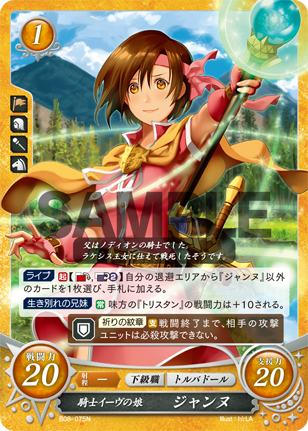 1
SAMPLE
父はノディオンの騎士でした。
ラケシス王女に仕えて戦死したそうです。
ライブ 起【】自分の退避エリアから『ジャンヌ』以外
のカードを1枚選び、手札に加える。
生き別れの兄妹 常 味方の『トリスタン』の戦闘力は+10される。
祈りの紋章 支 戦闘終了まで、相手の攻撃
ユニットは必殺攻撃できない。
戦闘力
20
射程 ー 下級職 トルバドール
支援力
20
騎士イーヴの娘 ジャンヌ
B08-075N